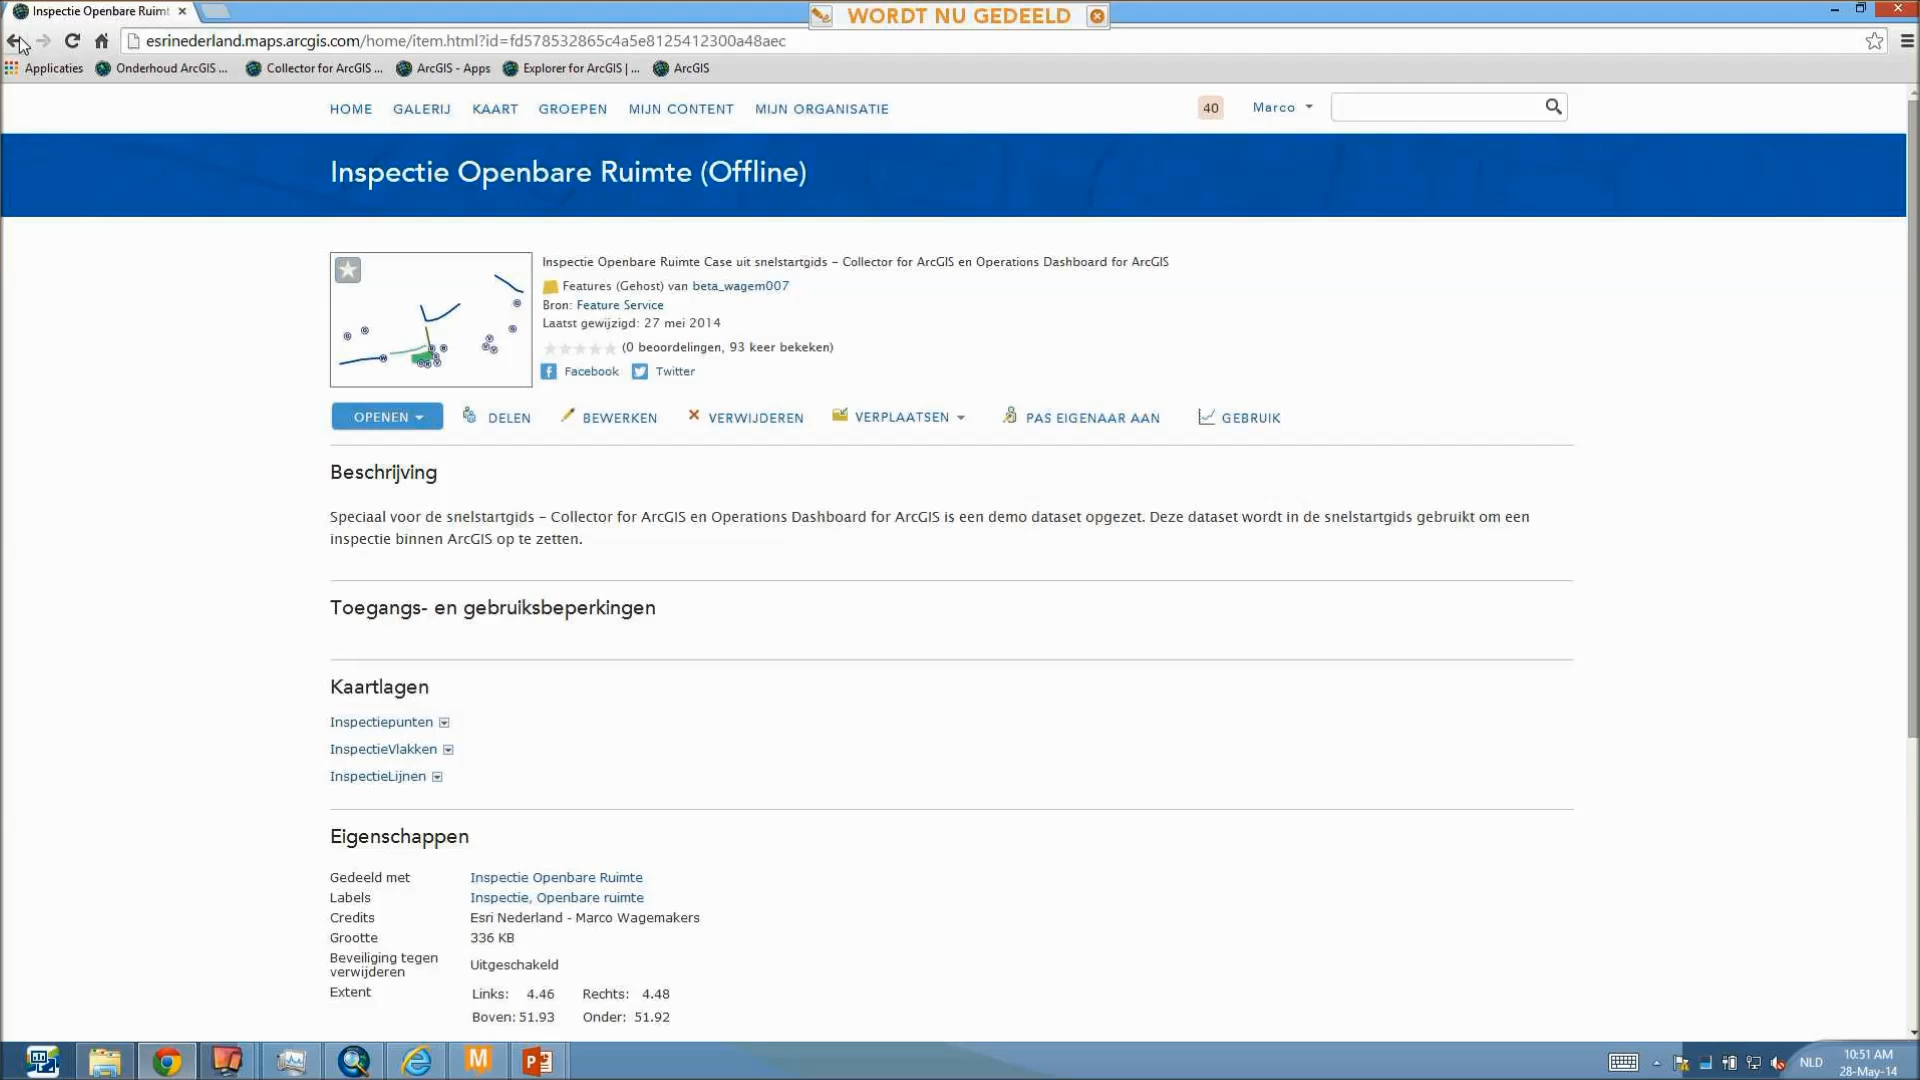 Inspectie Openbare Ruimt
WORDT NU GEDEELD
esrinederland.maps.arcgis.com/home/item.html?id=fd578532865c4a5e8125412300a48aec
Applicaties Onderhoud ArcGIS ... Collector for ArcGIS ... ArcGIS - Apps Explorer for ArcGIS | ... ArcGIS
HOME GALERIJ KAART GROEPEN MIJN CONTENT MIJN ORGANISATIE 40 Marco
Inspectie Openbare Ruimte (Offline)
Inspectie Openbare Ruimte Case uit snelstartgids – Collector for ArcGIS en Operations Dashboard for ArcGIS
Features (Gehost) van beta_wagem007
Bron: Feature Service
Laatst gewijzigd: 27 mei 2014
(0 beoordelingen, 93 keer bekeken)
Facebook Twitter
OPENEN DELEN BEWERKEN VERWIJDEREN VERPLAATSEN PAS EIGENAAR AAN GEBRUIK
Beschrijving
Speciaal voor de snelstartgids – Collector for ArcGIS en Operations Dashboard for ArcGIS is een demo dataset opgezet. Deze dataset wordt in de snelstartgids gebruikt om een
inspectie binnen ArcGIS op te zetten.
Toegangs- en gebruiksbeperkingen
Kaartlagen
Inspectiepunten
InspectieVlakken
InspectieLijnen
Eigenschappen
Gedeeld met Inspectie Openbare Ruimte
Labels Inspectie, Openbare ruimte
Credits Esri Nederland - Marco Wagemakers
Grootte 336 KB
Beveiliging tegen verwijderen Uitgeschakeld
Extent Links: 4.46 Rechts: 4.48
Boven: 51.93 Onder: 51.92
NLD 10:51 AM
28-May-14